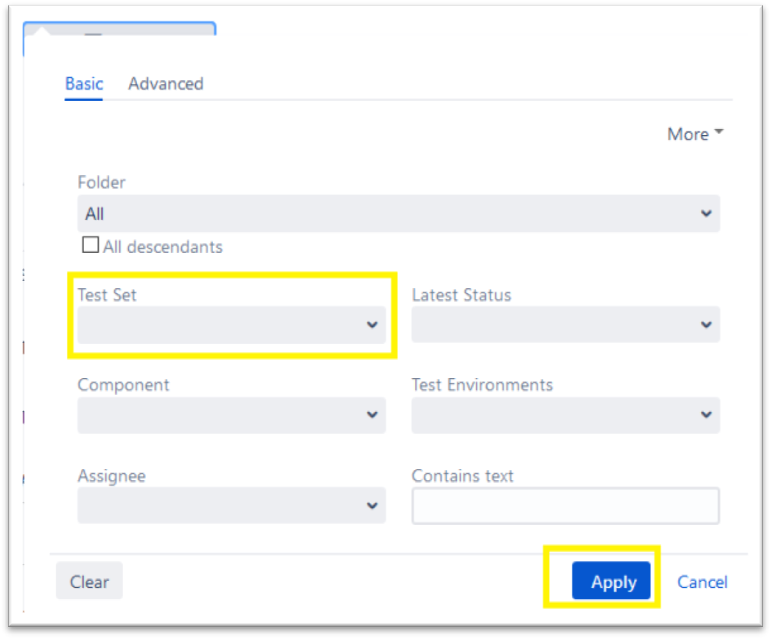 Basic Advanced
More
Folder
All
All descendants
Test Set Latest Status
Component Test Environments
Assignee Contains text
Clear Apply Cancel